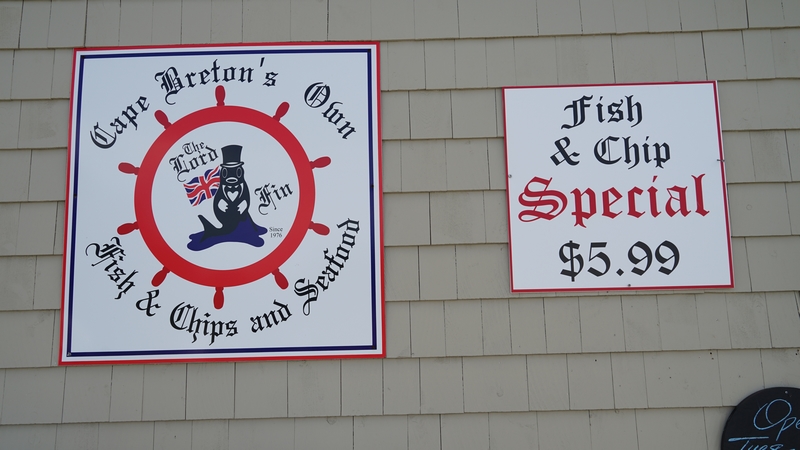 Cape Breton's Own
The
Lord
Fin
Since
1976
Fish & Chips and Seafood
Fish
& Chip
Special
$5.99